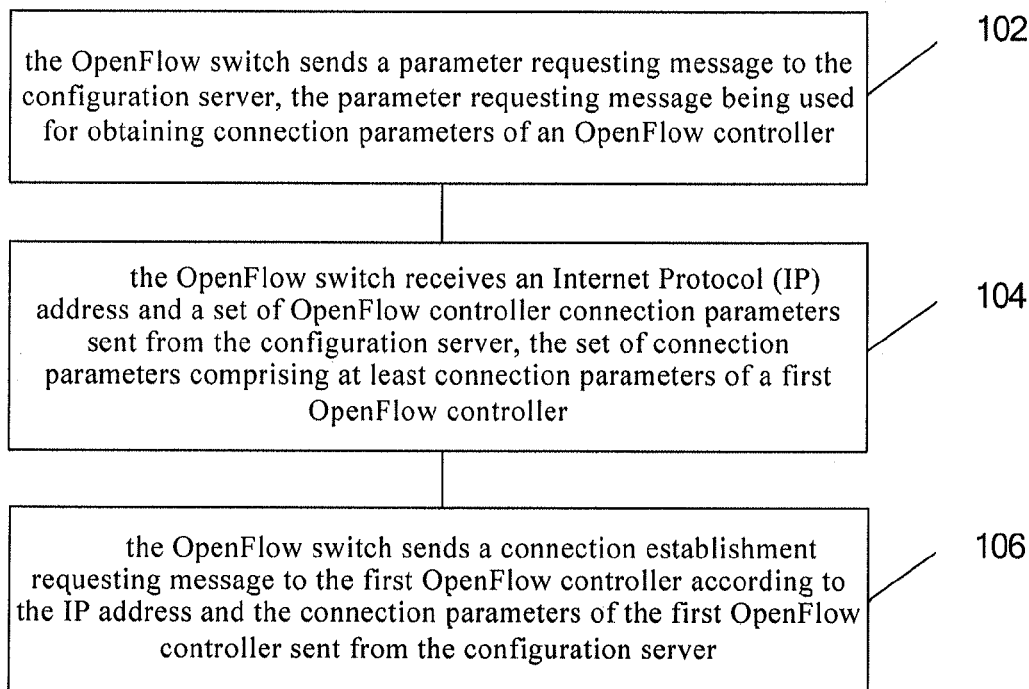 the OpenFlow switch sends a parameter requesting message to the
configuration server, the parameter requesting message being used
for obtaining connection parameters of an OpenFlow controller
102
the OpenFlow switch receives an Internet Protocol (IP)
address and a set of OpenFlow controller connection parameters
sent from the configuration server, the set of connection
parameters comprising at least connection parameters of a first
OpenFlow controller
104
the OpenFlow switch sends a connection establishment
requesting message to the first OpenFlow controller according to
the IP address and the connection parameters of the first OpenFlow
controller sent from the configuration server
106